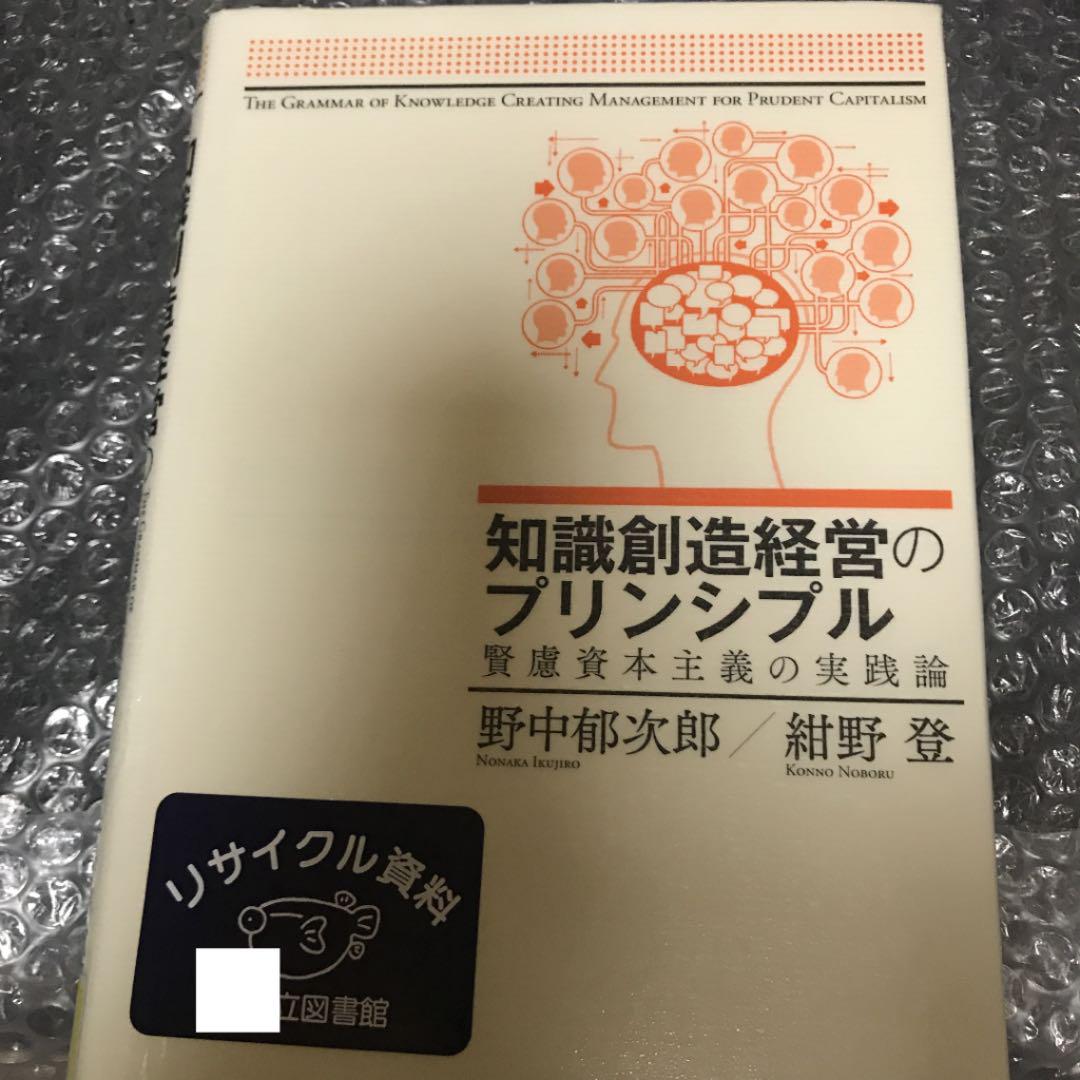 THE GRAMMAR OF KNOWLEDGE CREATING MANAGEMENT FOR PRUDENT CAPITALISM
知識創造経営の
プリンシプル
賢慮資本主義の実践論
野中郁次郎／紺野 登
NONAKA IKUJIRO
KONNO NOBORU
リサイクル資料
立図書館